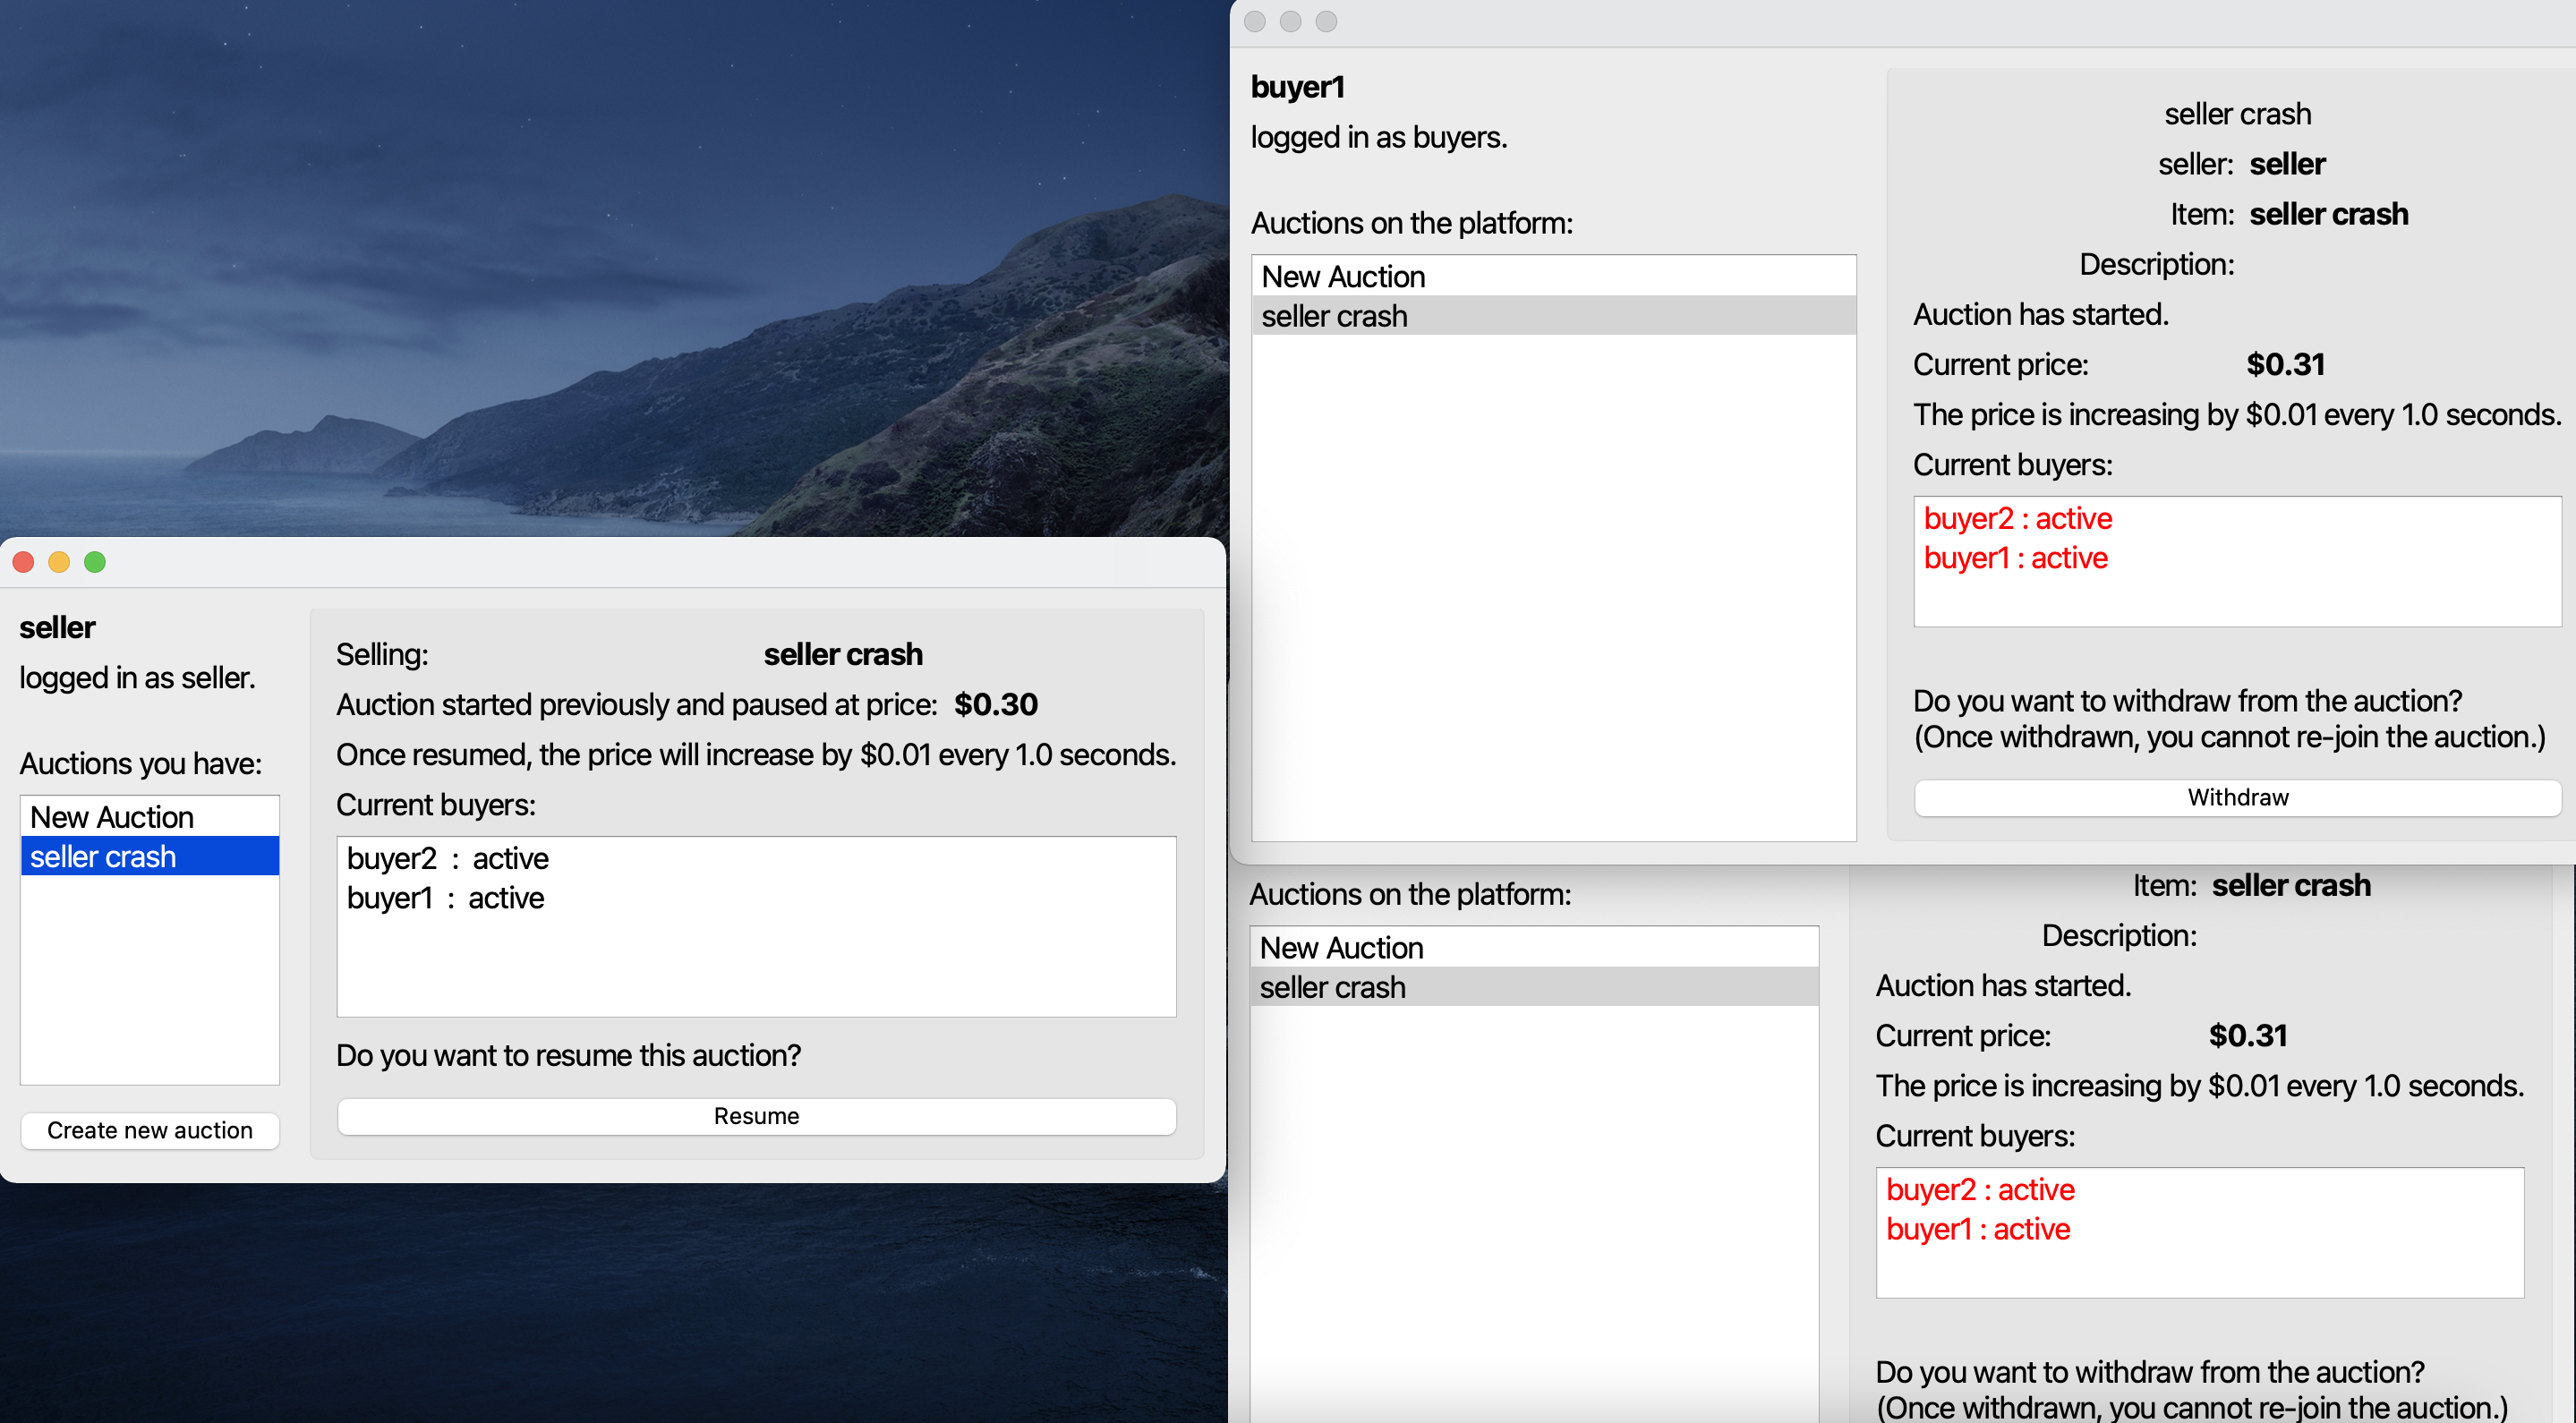 seller
logged in as seller.
Auctions you have:
New Auction
seller crash
Create new auction
Selling: seller crash
Auction started previously and paused at price: $0.30
Once resumed, the price will increase by $0.01 every 1.0 seconds.
Current buyers:
buyer2 : active
buyer1 : active
Do you want to resume this auction?
Resume
buyer1
logged in as buyers.
Auctions on the platform:
New Auction
seller crash
seller crash
seller: seller
Item: seller crash
Description:
Auction has started.
Current price: $0.31
The price is increasing by $0.01 every 1.0 seconds.
Current buyers:
buyer2 : active
buyer1 : active
Do you want to withdraw from the auction?
(Once withdrawn, you cannot re-join the auction.)
Withdraw
Auctions on the platform:
New Auction
seller crash
Item: seller crash
Description:
Auction has started.
Current price: $0.31
The price is increasing by $0.01 every 1.0 seconds.
Current buyers:
buyer2 : active
buyer1 : active
Do you want to withdraw from the auction?
(Once withdrawn, you cannot re-join the auction.)